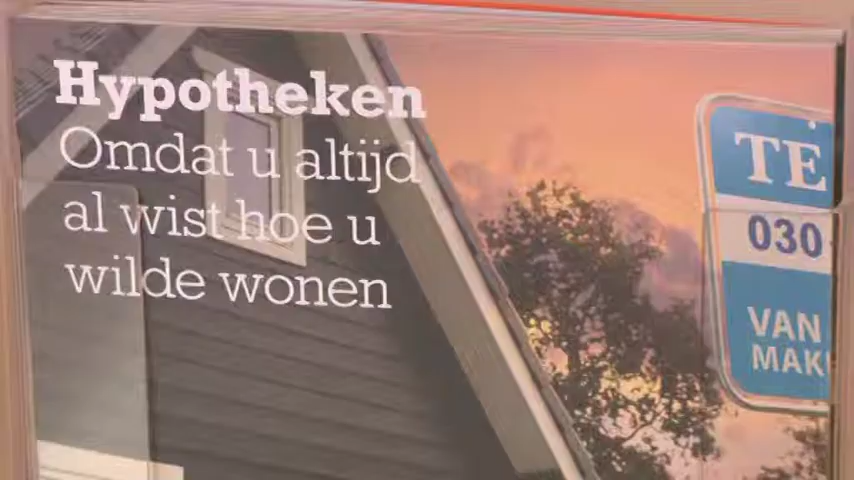 Hypotheken
Omdat u altijd
al wist hoe u
wilde wonen
TE
030
VAN
MAK